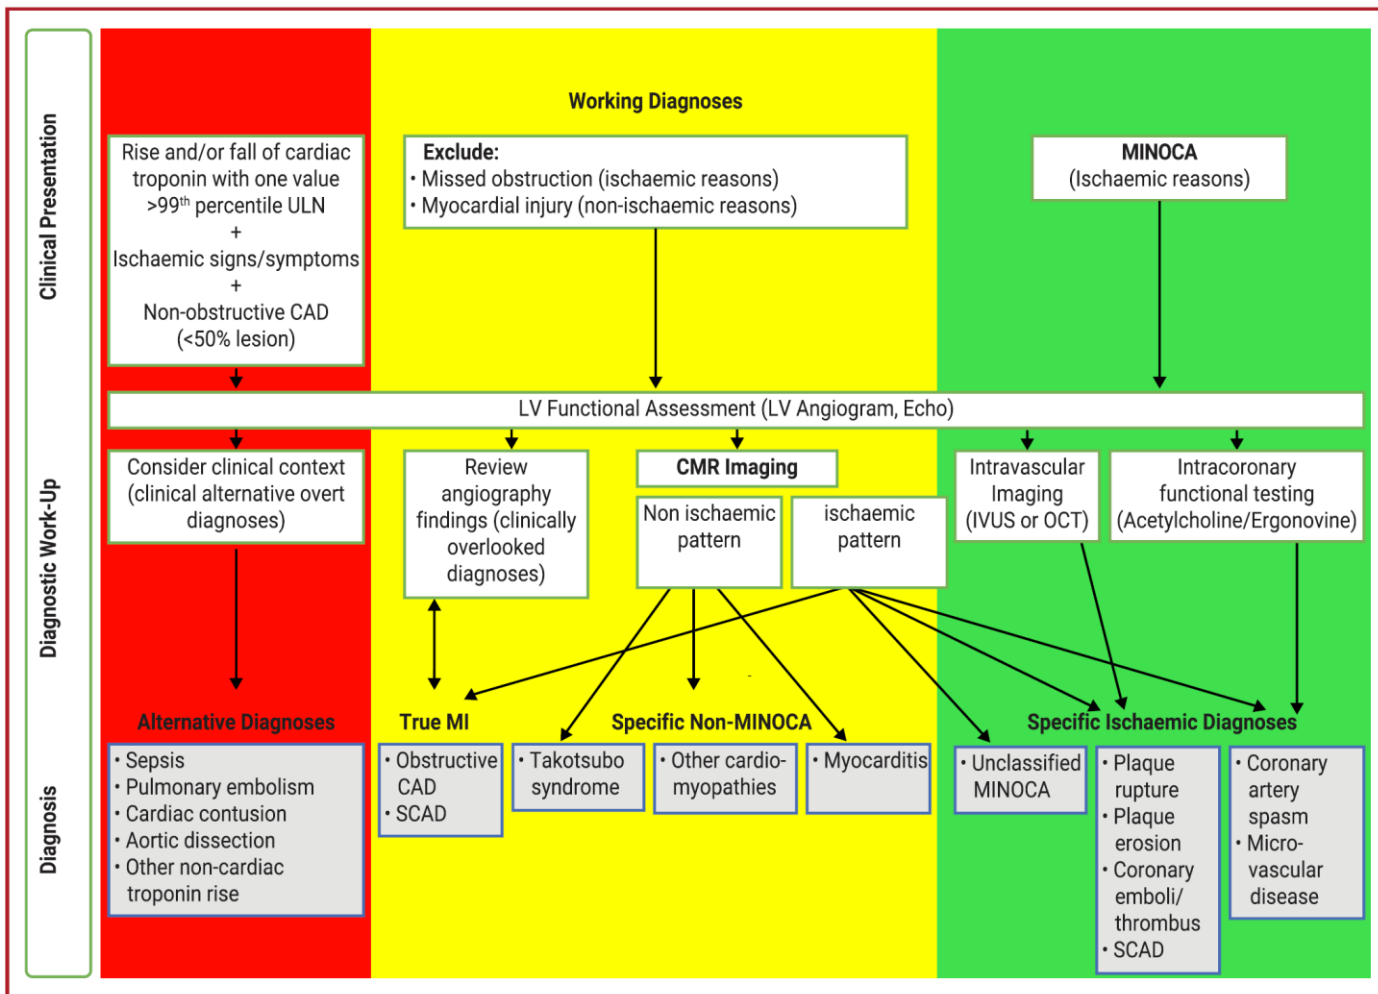 Clinical Presentation
Diagnostic Work-Up
Diagnosis
Working Diagnoses
Rise and/or fall of cardiac
troponin with one value
>99th percentile ULN
+
Ischaemic signs/symptoms
+
Non-obstructive CAD
(<50% lesion)
Exclude:
• Missed obstruction (ischaemic reasons)
• Myocardial injury (non-ischaemic reasons)
MINOCA
(Ischaemic reasons)
LV Functional Assessment (LV Angiogram, Echo)
Consider clinical context
(clinical alternative overt
diagnoses)
Review
angiography
findings (clinically
overlooked
diagnoses)
CMR Imaging
Non ischaemic
pattern
ischaemic
pattern
Intravascular
Imaging
(IVUS or OCT)
Intracoronary
functional testing
(Acetylcholine/Ergonovine)
Alternative Diagnoses
• Sepsis
• Pulmonary embolism
• Cardiac contusion
• Aortic dissection
• Other non-cardiac
troponin rise
True MI
• Obstructive
CAD
• SCAD
Specific Non-MINOCA
• Takotsubo
syndrome
• Other cardio-
myopathies
• Myocarditis
Specific Ischaemic Diagnoses
• Unclassified
MINOCA
• Plaque
rupture
• Plaque
erosion
• Coronary
emboli/
thrombus
• SCAD
• Coronary
artery
spasm
• Micro-
vascular
disease